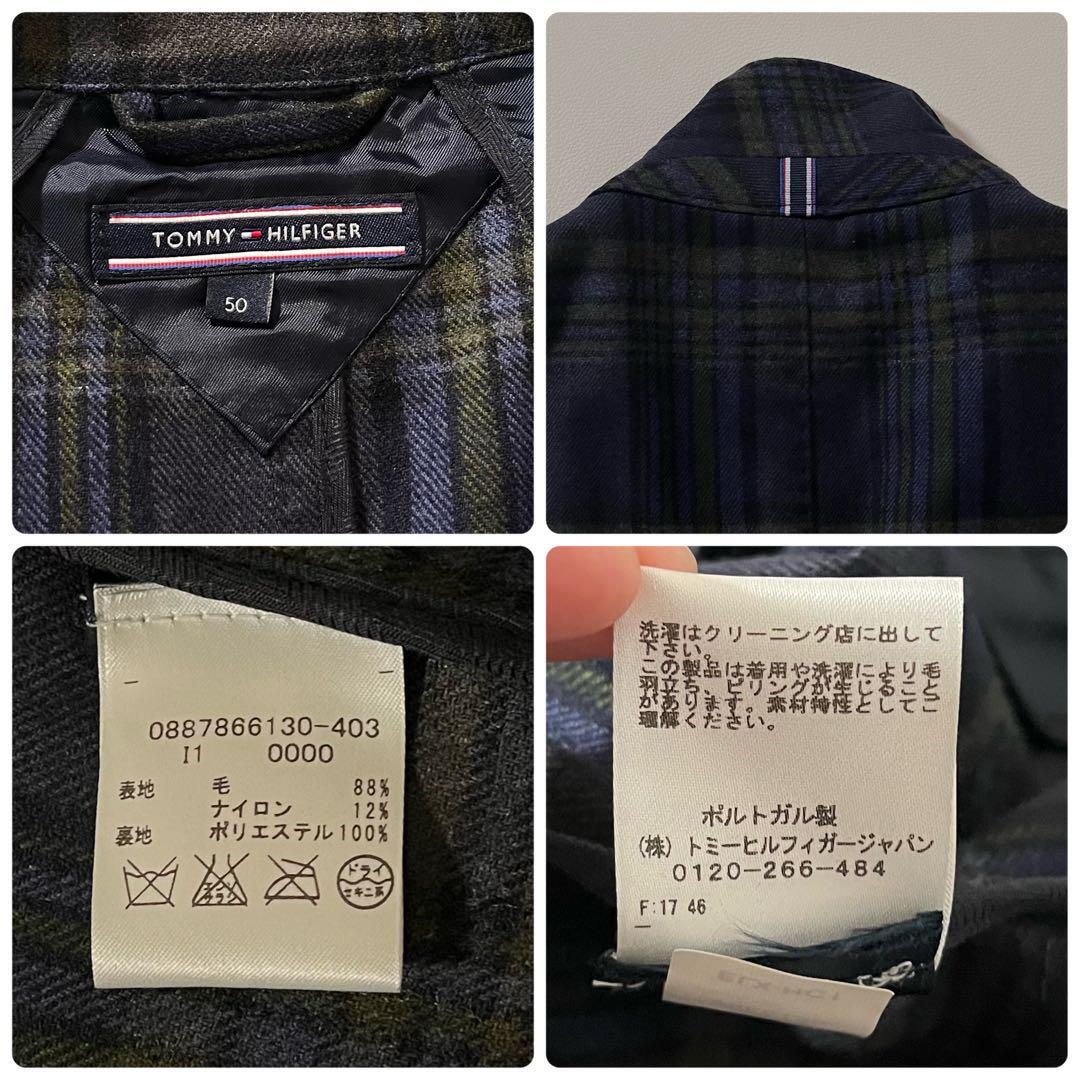 TOMMY HILFIGER
50
0887866130-403
I1 0000
表地 毛 88%
ナイロン 12%
裏地 ポリエステル100%
エンソ
サラシ
ドライ
セキユ系
洗濯はクリーニング店に出して
下さい。
この製品は着用や洗濯により毛
羽立ち、ピリングが生じること
があります。素材特性としてご
理解ください。
ポルトガル製
(株)トミーヒルフィガージャパン
0120-266-484
F:17 46